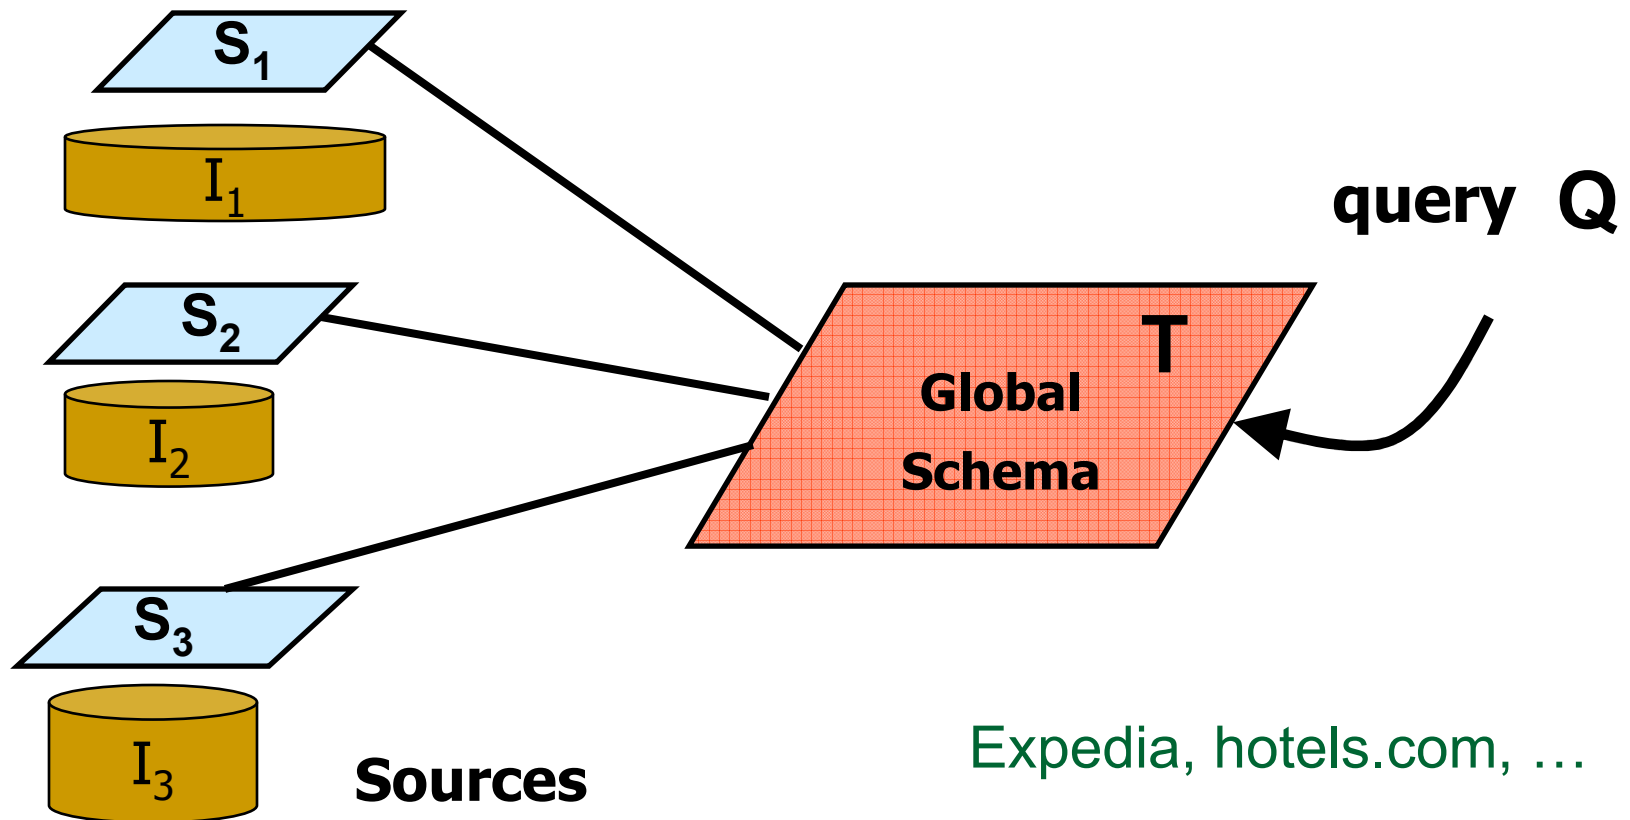 S₁
I₁
query Q
S₂
T
Global
Schema
I₂
S₃
I₃
Sources
Expedia, hotels.com, …